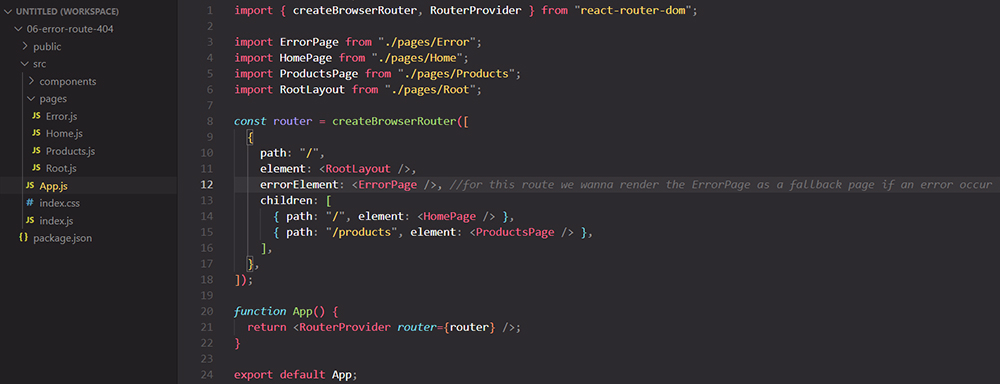 UNTITLED (WORKSPACE)
06-error-route-404
public
src
components
pages
JS Error.js
JS Home.js
JS Products.js
JS Root.js
JS App.js
# index.css
JS index.js
{} package.json
1 import { createBrowserRouter, RouterProvider } from "react-router-dom";
2
3 import ErrorPage from "./pages/Error";
4 import HomePage from "./pages/Home";
5 import ProductsPage from "./pages/Products";
6 import RootLayout from "./pages/Root";
7
8 const router = createBrowserRouter([
9 {
10 path: "/",
11 element: <RootLayout />,
12 errorElement: <ErrorPage />, //for this route we wanna render the ErrorPage as a fallback page if an error occur
13 children: [
14 { path: "/", element: <HomePage /> },
15 { path: "/products", element: <ProductsPage /> },
16 ],
17 },
18 ]);
19
20 function App() {
21 return <RouterProvider router={router} />;
22 }
23
24 export default App;